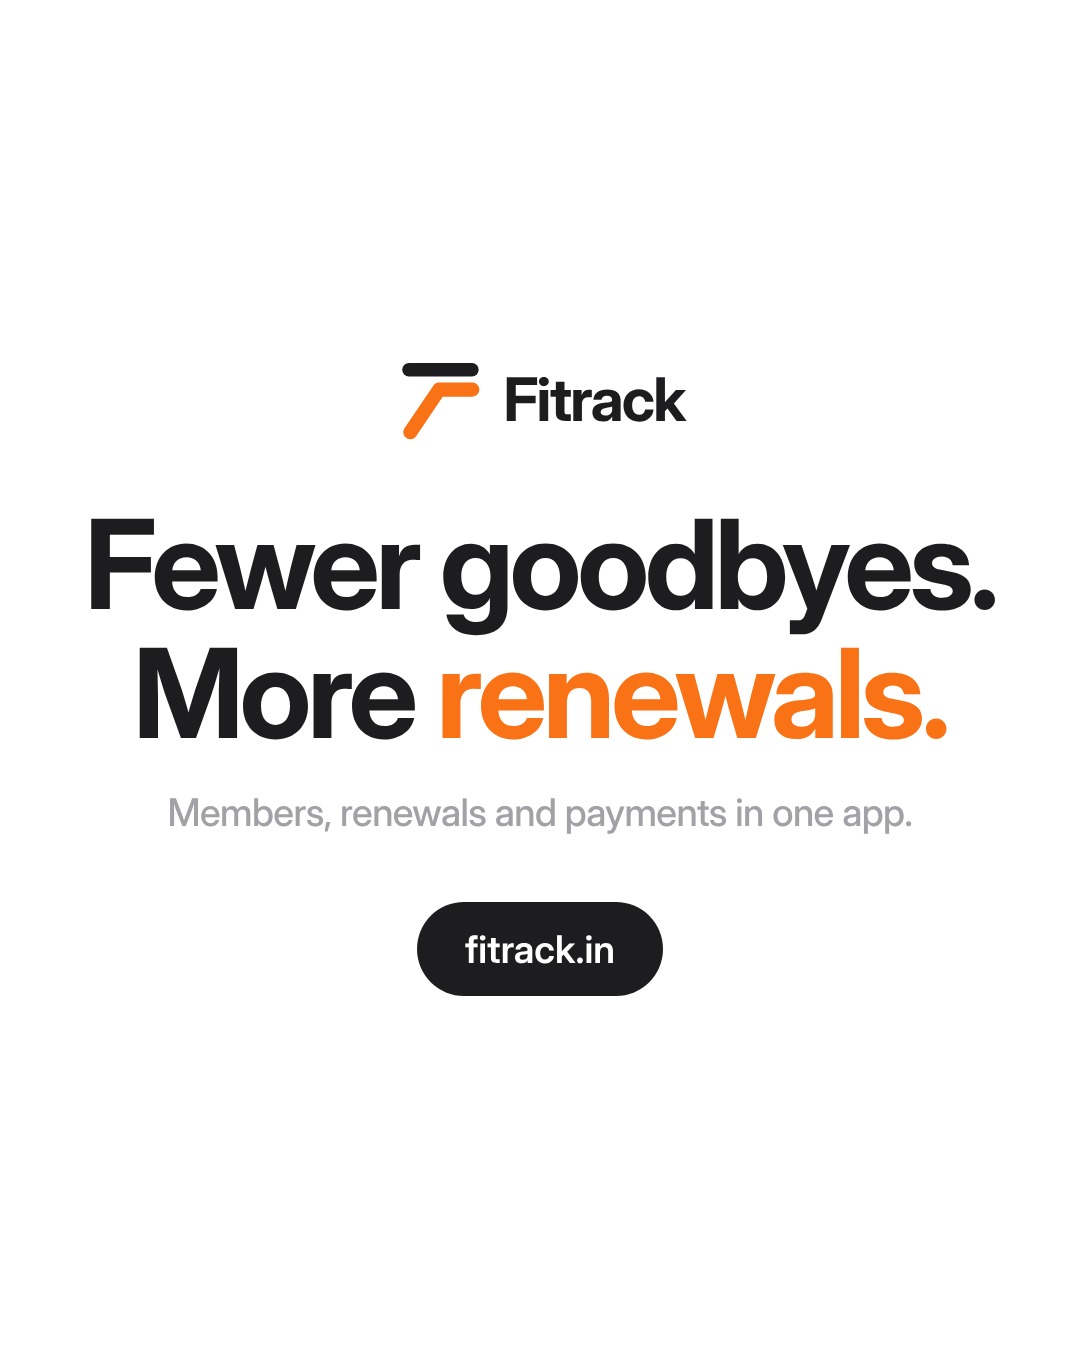 Fitrack
Fewer goodbyes.
More renewals.
Members, renewals and payments in one app.
fitrack.in